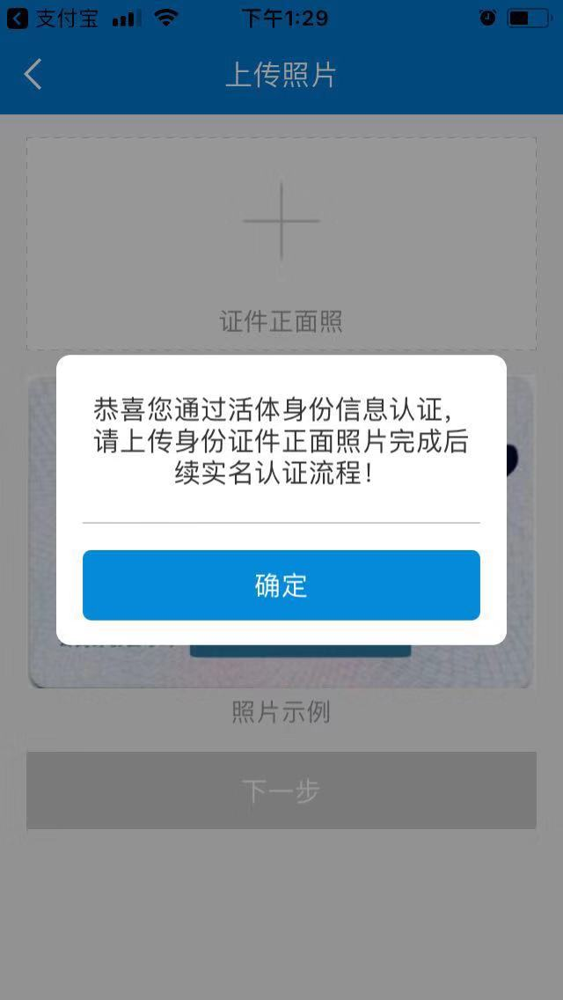 支付宝
下午1:29
上传照片
证件正面照
恭喜您通过活体身份信息认证，
请上传身份证件正面照片完成后
续实名认证流程！
确定
照片示例
下一步